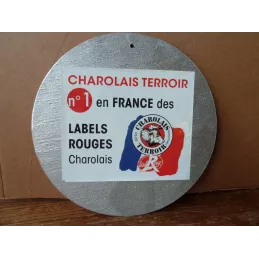 CHAROLAIS TERROIR
n°1 en FRANCE des
LABELS
ROUGES
Charolais
CHAROLAIS
TERROIR